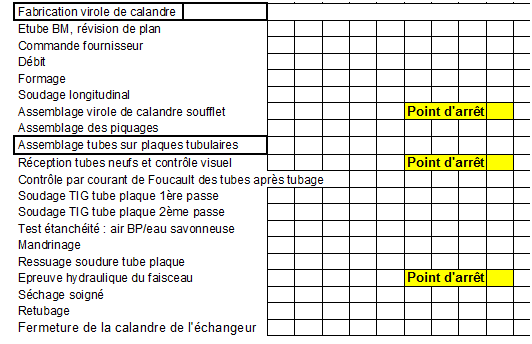 Fabrication virole de calandre
Etube BM, révision de plan
Commande fournisseur
Débit
Formage
Soudage longitudinal
Assemblage virole de calandre soufflet Point d'arrêt
Assemblage des piquages
Assemblage tubes sur plaques tubulaires
Réception tubes neufs et contrôle visuel Point d'arrêt
Contrôle par courant de Foucault des tubes après tubage
Soudage TIG tube plaque 1ère passe
Soudage TIG tube plaque 2ème passe
Test étanchéité : air BP/eau savonneuse
Mandrinage
Ressuage soudure tube plaque
Epreuve hydraulique du faisceau Point d'arrêt
Séchage soigné
Retubage
Fermeture de la calandre de l'échangeur